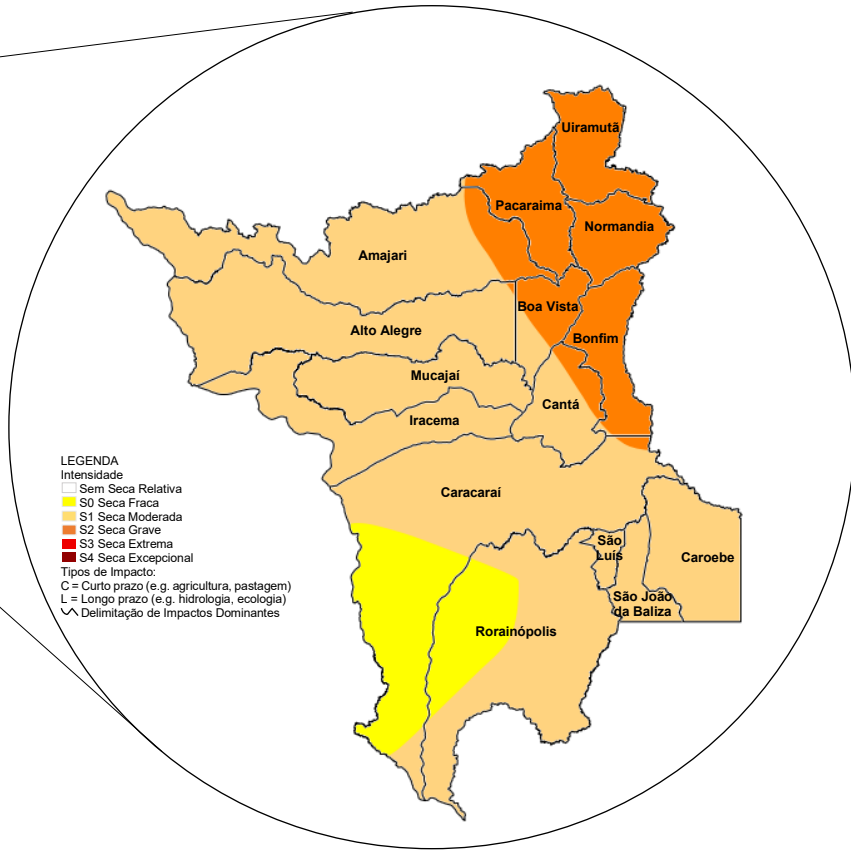 Uiramutã
Pacaraima
Normandia
Amajari
Boa Vista
Alto Alegre
Bonfim
Mucajaí
Cantá
Iracema
Caracaraí
São
Luís
Caroebe
São João
da Baliza
Rorainópolis
LEGENDA
Intensidade
Sem Seca Relativa
S0 Seca Fraca
S1 Seca Moderada
S2 Seca Grave
S3 Seca Extrema
S4 Seca Excepcional
Tipos de Impacto:
C = Curto prazo (e.g. agricultura, pastagem)
L = Longo prazo (e.g. hidrologia, ecologia)
Delimitação de Impactos Dominantes